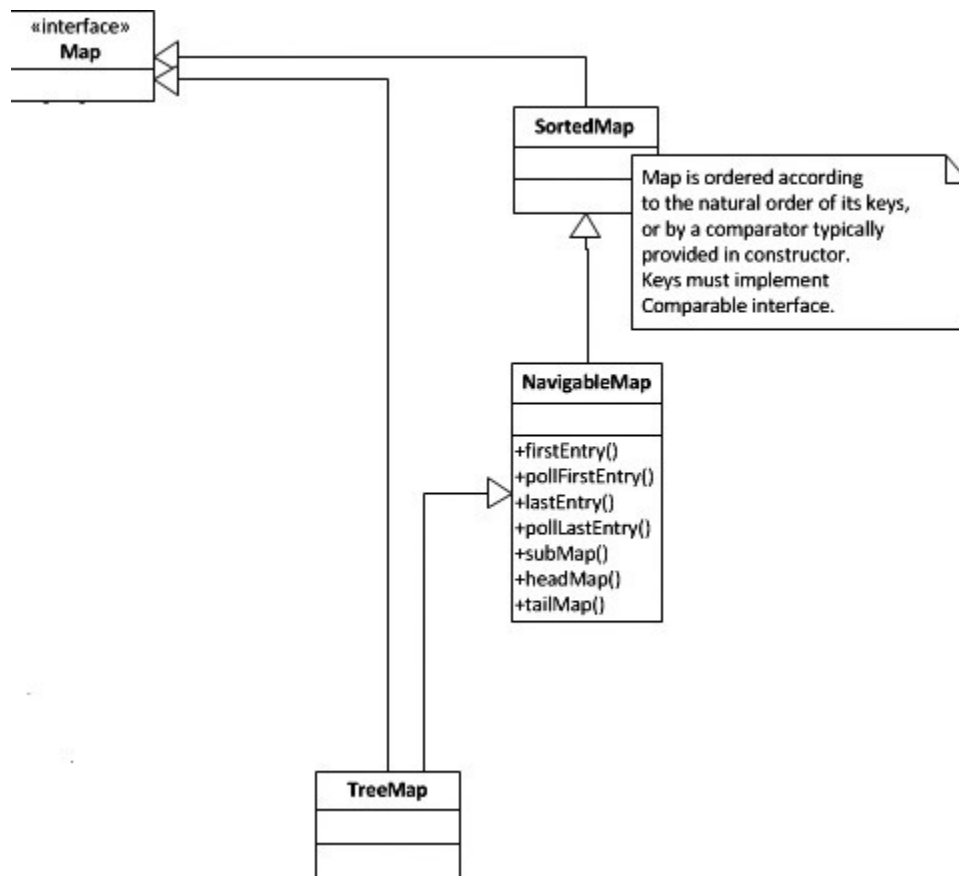 «interface»
Map
SortedMap
Map is ordered according
to the natural order of its keys,
or by a comparator typically
provided in constructor.
Keys must implement
Comparable interface.
NavigableMap
+firstEntry()
+pollFirstEntry()
+lastEntry()
+pollLastEntry()
+subMap()
+headMap()
+tailMap()
TreeMap